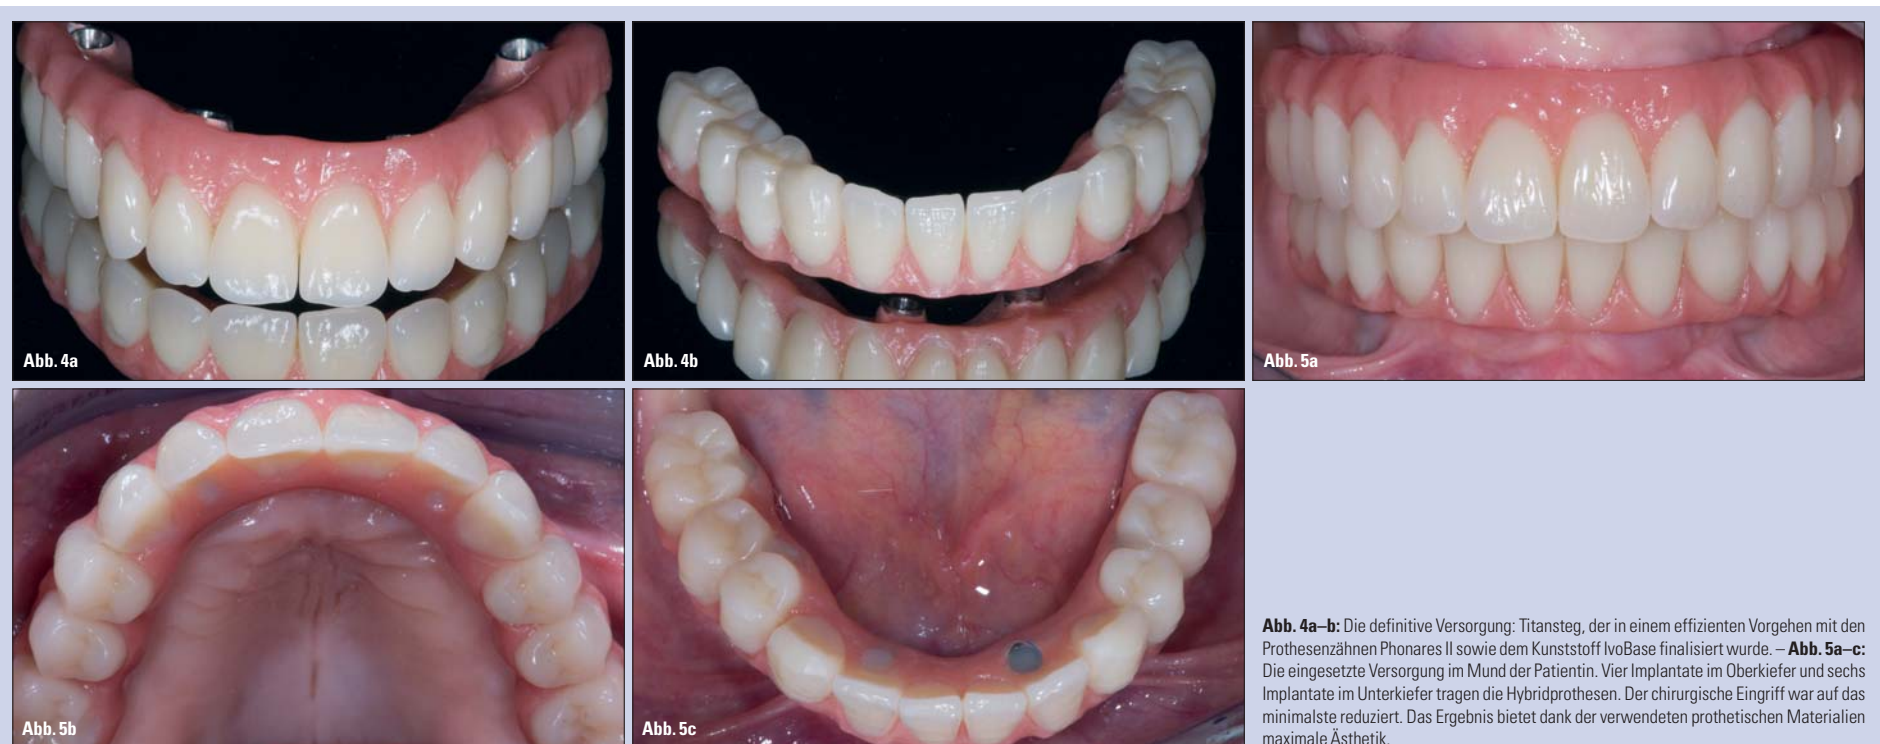 Abb. 4a
Abb. 4b
Abb. 5a
Abb. 5b
Abb. 5c
Abb. 4a–b: Die definitive Versorgung: Titansteg, der in einem effizienten Vorgehen mit den
Prothesenzähnen Phonares II sowie dem Kunststoff IvoBase finalisiert wurde. – Abb. 5a–c:
Die eingesetzte Versorgung im Mund der Patientin. Vier Implantate im Oberkiefer und sechs
Implantate im Unterkiefer tragen die Hybridprothesen. Der chirurgische Eingriff war auf das
minimalste reduziert. Das Ergebnis bietet dank der verwendeten prothetischen Materialien
maximale Ästhetik.